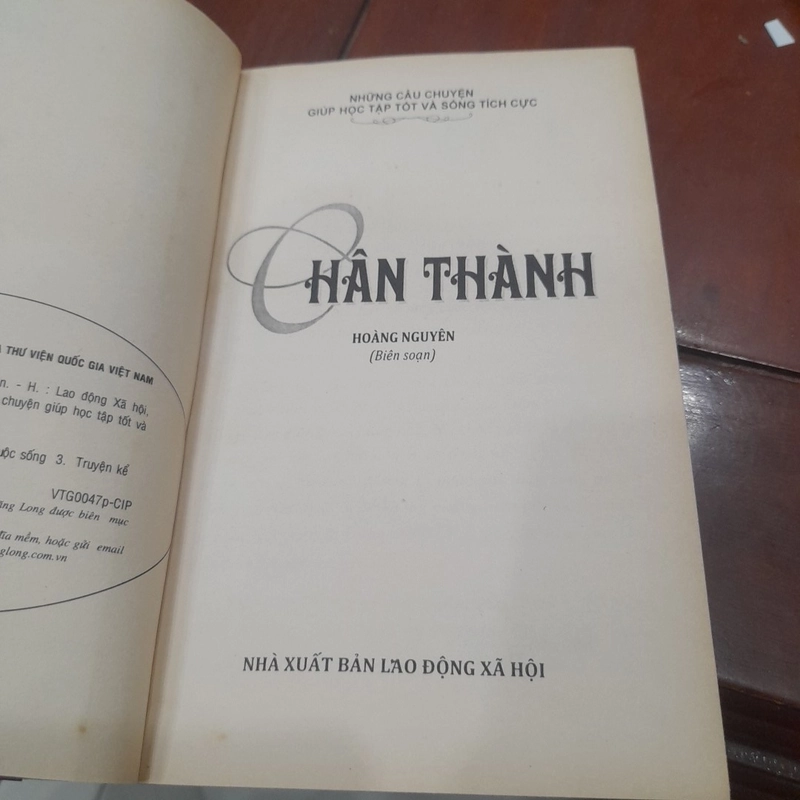 THƯ VIỆN QUỐC GIA VIỆT NAM
n. - H. : Lao động Xã hội,
chuyện giúp học tập tốt và
sống 3. Truyện kể
VTG0047p-CIP
Long được biên mục
mềm, hoặc gửi email
glong.com.vn
NHỮNG CÂU CHUYỆN
GIÚP HỌC TẬP TỐT VÀ SỐNG TÍCH CỰC
CHÂN THÀNH
HOÀNG NGUYÊN
(Biên soạn)
NHÀ XUẤT BẢN LAO ĐỘNG XÃ HỘI